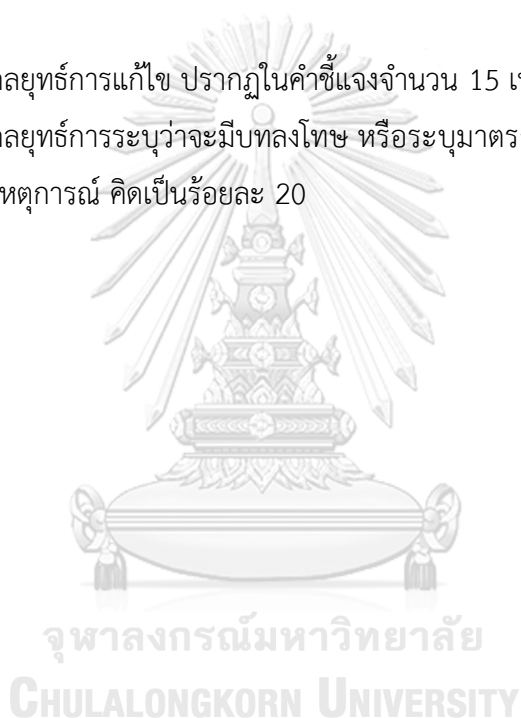 ลยุทธ์การแก้ไข ปรากฏในคำชี้แจงจำนวน 15 เ
ลยุทธ์การระบุว่าจะมีบทลงโทษ หรือระบุมาตร
หตุการณ์ คิดเป็นร้อยละ 20
จุฬาลงกรณ์มหาวิทยาลัย
CHULALONGKORN UNIVERSITY